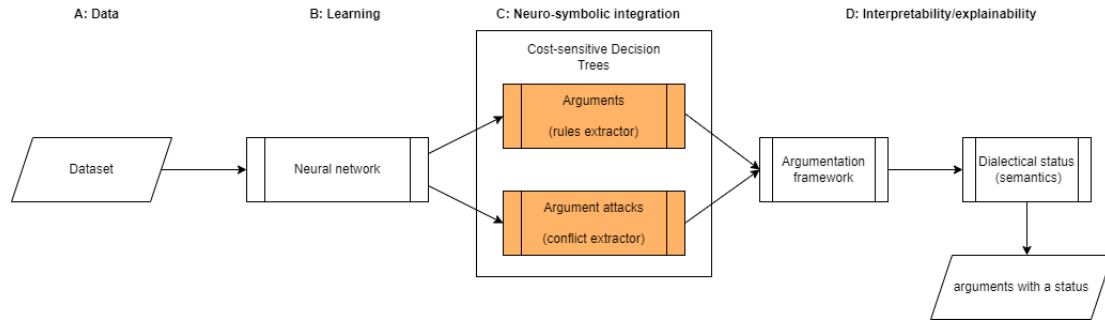 A: Data
B: Learning
C: Neuro-symbolic integration
D: Interpretability/explainability
Cost-sensitive Decision
Trees
Arguments
(rules extractor)
Dataset
Neural network
Argumentation
framework
Dialectical status
(semantics)
Argument attacks
(conflict extractor)
arguments with a status